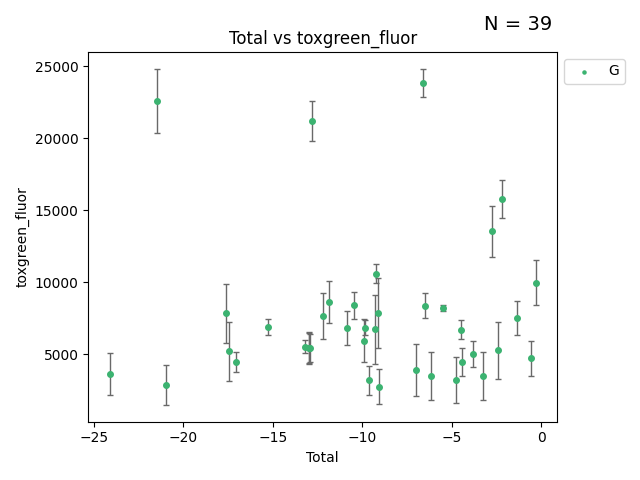 N = 39
Total vs toxgreen_fluor
G
25000
20000
15000
10000
5000
toxgreen_fluor
−25
−20
−15
−10
−5
0
Total